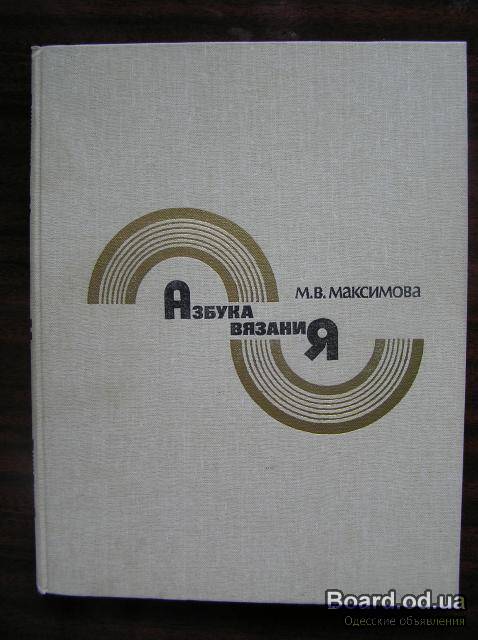 М.В. Максимова
Азбука
вязаниЯ
Board.od.ua
Одесские объявления